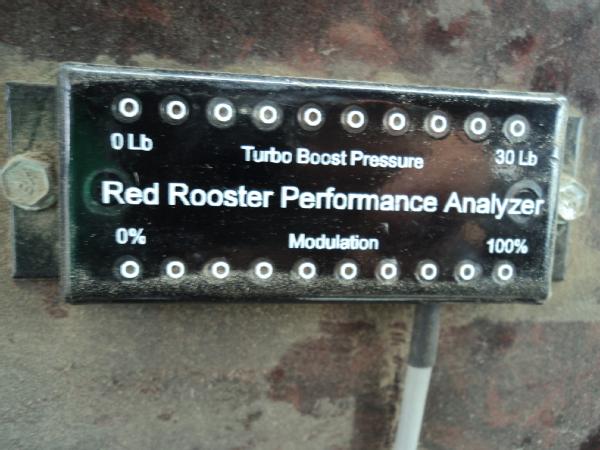 0 Lb
Turbo Boost Pressure
30 Lb
Red Rooster Performance Analyzer
0%
Modulation
100%